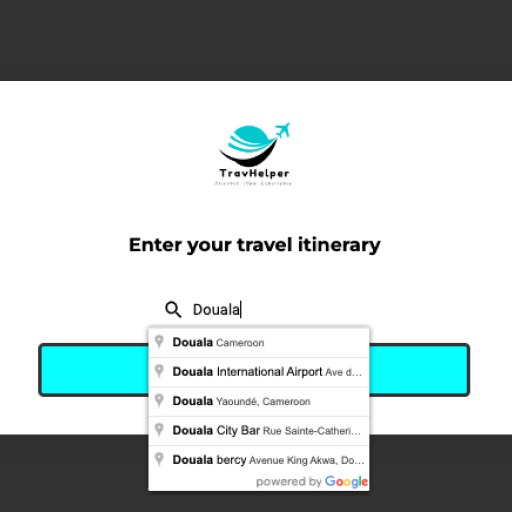 TravHelper
Enter your travel itinerary
Douala
Douala Cameroon
Douala International Airport Ave d...
Douala Yaoundé, Cameroon
Douala City Bar Rue Sainte-Catheri...
Douala bercy Avenue King Akwa, Do...
powered by Google